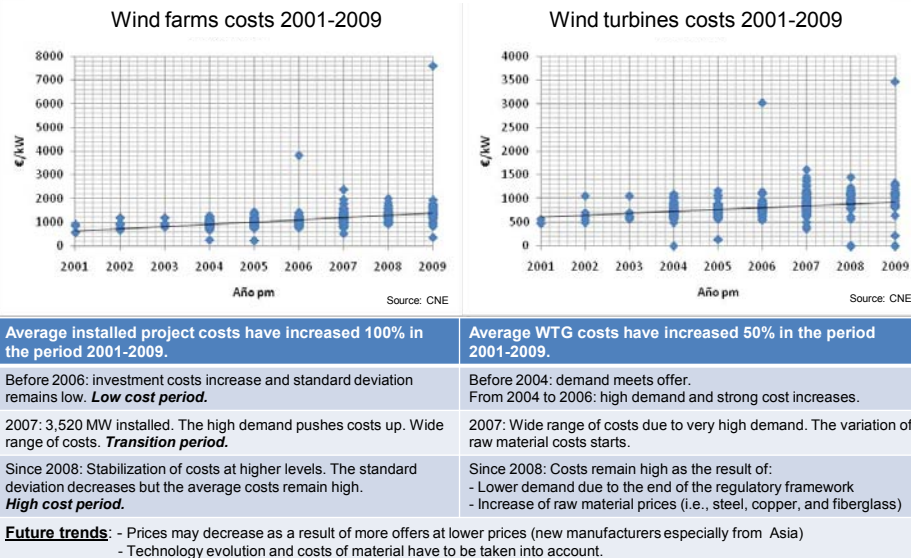 Wind farms costs 2001-2009
8000
7000
6000
5000
4000
3000
2000
1000
0
€/kW
2001 2002 2003 2004 2005 2006 2007 2008 2009
Año pm
Source: CNE
Wind turbines costs 2001-2009
4000
3500
3000
2500
2000
1500
1000
500
0
€/kW
2001 2002 2003 2004 2005 2006 2007 2008 2009
Año pm
Source: CNE
Average installed project costs have increased 100% in
the period 2001-2009.
Average WTG costs have increased 50% in the period
2001-2009.
Before 2006: investment costs increase and standard deviation
remains low. Low cost period.
Before 2004: demand meets offer.
From 2004 to 2006: high demand and strong cost increases.
2007: 3,520 MW installed. The high demand pushes costs up. Wide
range of costs. Transition period.
2007: Wide range of costs due to very high demand. The variation of
raw material costs starts.
Since 2008: Stabilization of costs at higher levels. The standard
deviation decreases but the average costs remain high.
High cost period.
Since 2008: Costs remain high as the result of:
- Lower demand due to the end of the regulatory framework
- Increase of raw material prices (i.e., steel, copper, and fiberglass)
Future trends: - Prices may decrease as a result of more offers at lower prices (new manufacturers especially from Asia)
- Technology evolution and costs of material have to be taken into account.